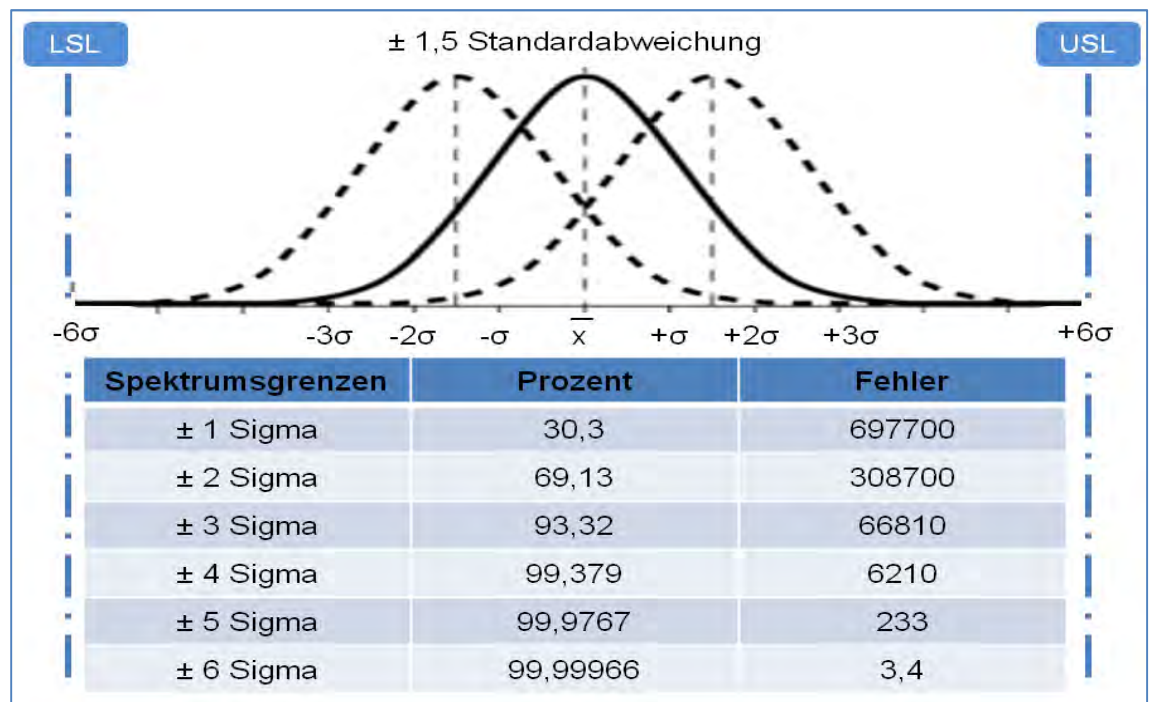 LSL ± 1,5 Standardabweichung USL
-6σ -3σ -2σ -σ x̅ +σ +2σ +3σ +6σ
Spektrumsgrenzen Prozent Fehler
± 1 Sigma 30,3 697700
± 2 Sigma 69,13 308700
± 3 Sigma 93,32 66810
± 4 Sigma 99,379 6210
± 5 Sigma 99,9767 233
± 6 Sigma 99,99966 3,4